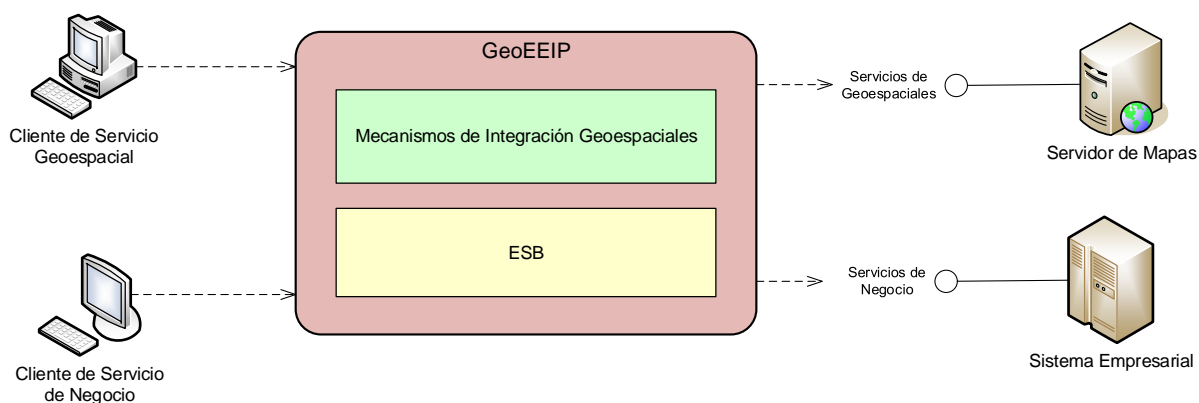 GeoEEIP
Mecanismos de Integración Geoespaciales
ESB
Cliente de Servicio
Geoespacial
Cliente de Servicio
de Negocio
Servicios de
Geoespaciales
Servidor de Mapas
Servicios de
Negocio
Sistema Empresarial